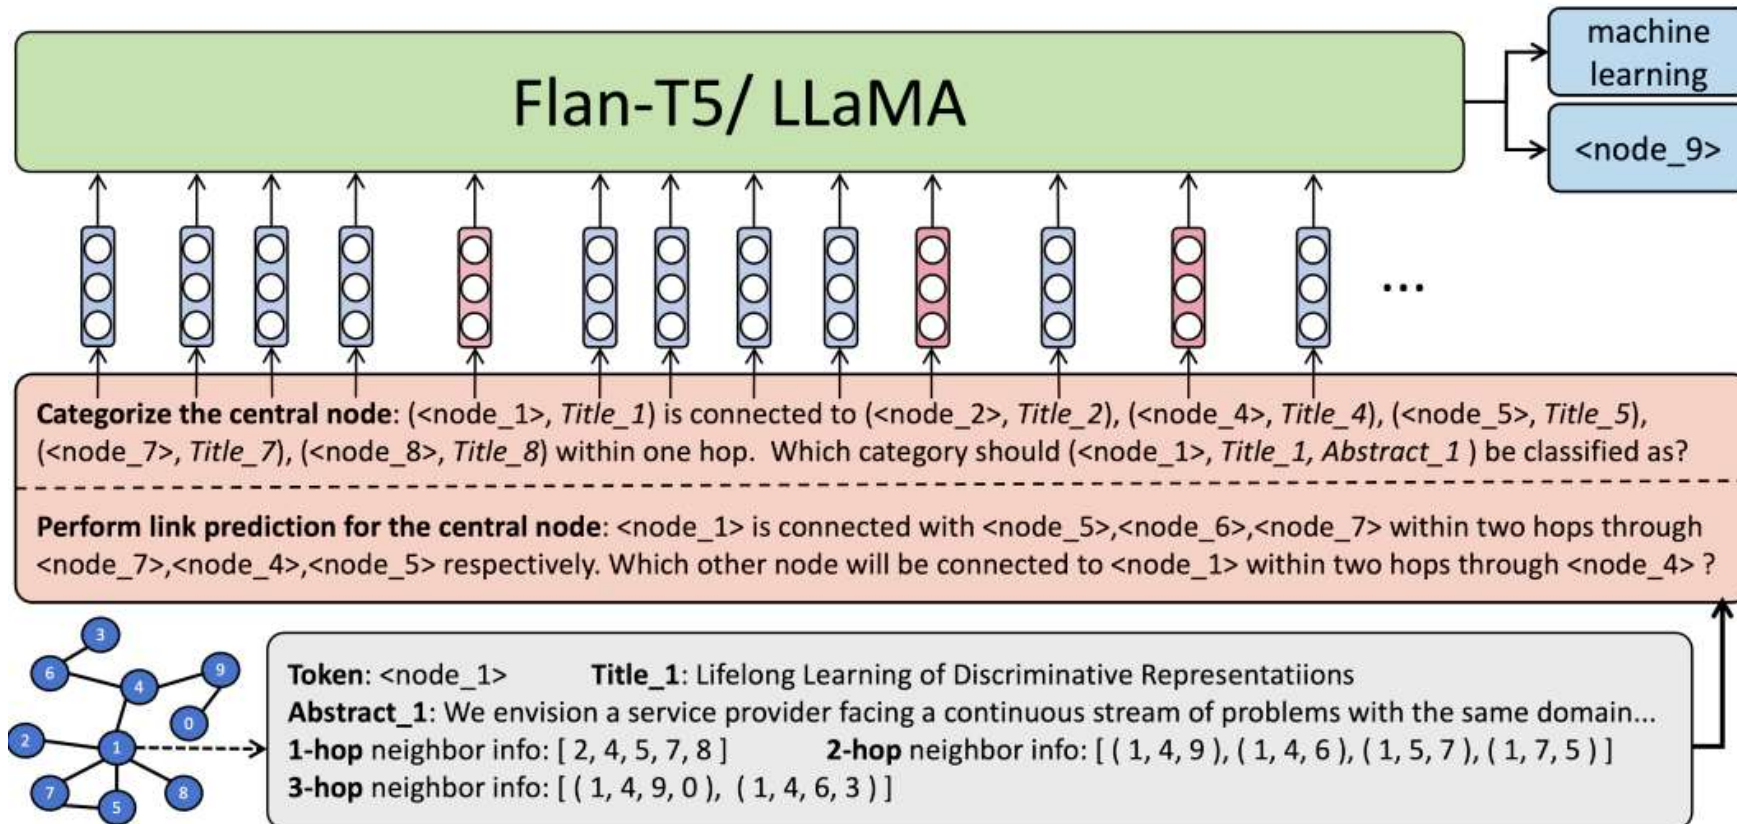 machine
learning
Flan-T5/ LLaMA
<node_9>
...
Categorize the central node: (<node_1>, Title_1) is connected to (<node_2>, Title_2), (<node_4>, Title_4), (<node_5>, Title_5),
(<node_7>, Title_7), (<node_8>, Title_8) within one hop. Which category should (<node_1>, Title_1, Abstract_1 ) be classified as?
Perform link prediction for the central node: <node_1> is connected with <node_5>,<node_6>,<node_7> within two hops through
<node_7>,<node_4>,<node_5> respectively. Which other node will be connected to <node_1> within two hops through <node_4> ?
3
6
4
9
0
2
1
7
5
8
Token: <node_1> Title_1: Lifelong Learning of Discriminative Representatiions
Abstract_1: We envision a service provider facing a continuous stream of problems with the same domain...
1-hop neighbor info: [ 2, 4, 5, 7, 8 ] 2-hop neighbor info: [ ( 1, 4, 9 ), ( 1, 4, 6 ), ( 1, 5, 7 ), ( 1, 7, 5 ) ]
3-hop neighbor info: [ ( 1, 4, 9, 0 ), ( 1, 4, 6, 3 ) ]